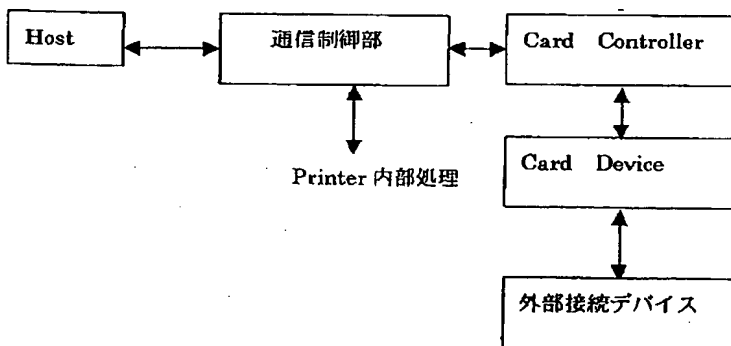 Host
通信制御部
Card Controller
Card Device
Printer 内部処理
外部接続デバイス